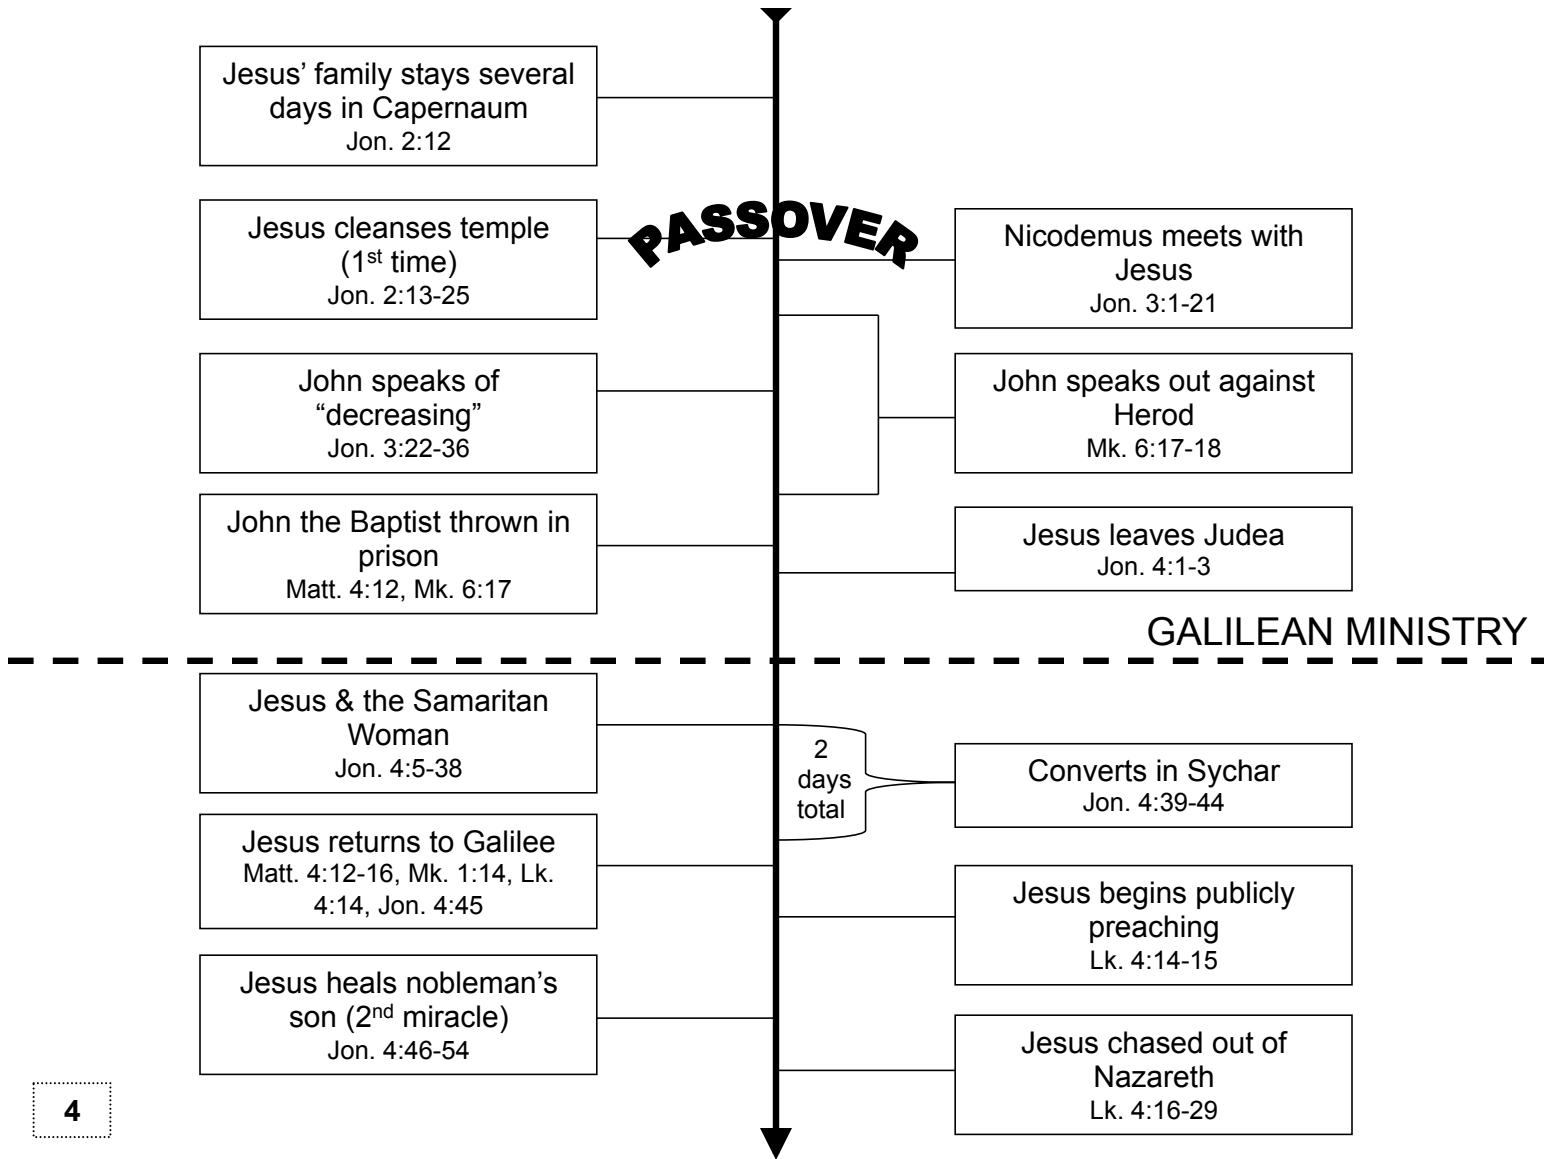 Jesus’ family stays several
days in Capernaum
Jon. 2:12
PASSOVER
Jesus cleanses temple
(1st time)
Jon. 2:13-25
Nicodemus meets with
Jesus
Jon. 3:1-21
John speaks of
“decreasing”
Jon. 3:22-36
John speaks out against
Herod
Mk. 6:17-18
John the Baptist thrown in
prison
Matt. 4:12, Mk. 6:17
Jesus leaves Judea
Jon. 4:1-3
GALILEAN MINISTRY
Jesus & the Samaritan
Woman
Jon. 4:5-38
2
days
total
Converts in Sychar
Jon. 4:39-44
Jesus returns to Galilee
Matt. 4:12-16, Mk. 1:14, Lk.
4:14, Jon. 4:45
Jesus begins publicly
preaching
Lk. 4:14-15
Jesus heals nobleman’s
son (2nd miracle)
Jon. 4:46-54
Jesus chased out of
Nazareth
Lk. 4:16-29
4